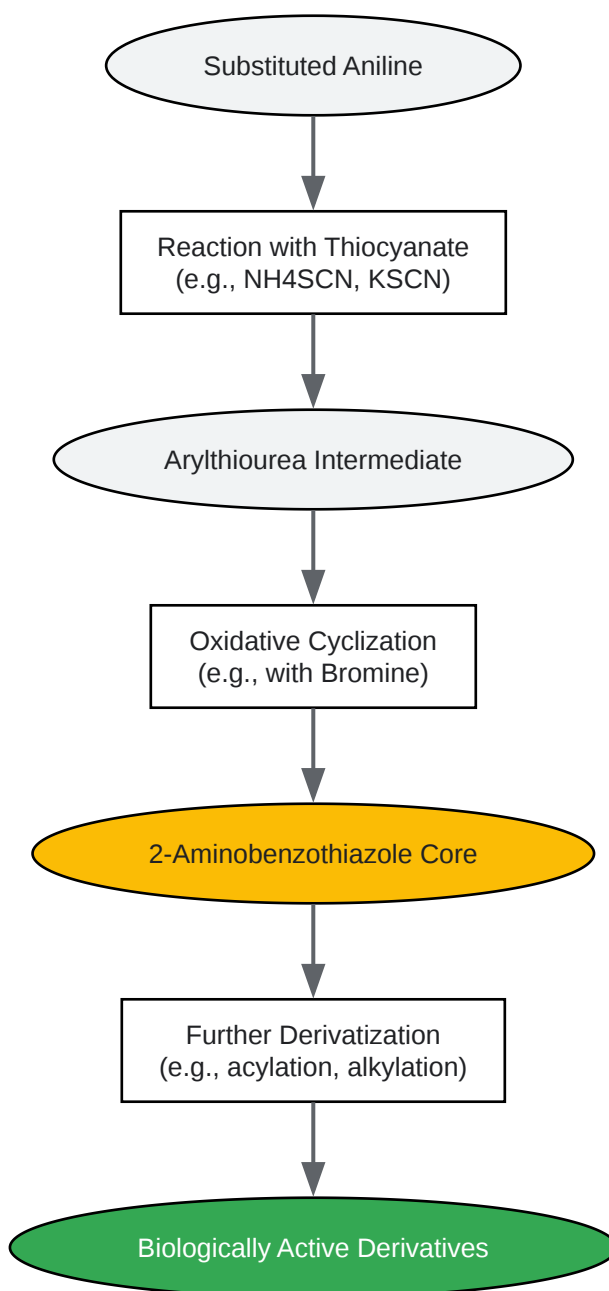 Substituted Aniline
Reaction with Thiocyanate
(e.g., NH4SCN, KSCN)
Arylthiourea Intermediate
Oxidative Cyclization
(e.g., with Bromine)
2-Aminobenzothiazole Core
Further Derivatization
(e.g., acylation, alkylation)
Biologically Active Derivatives